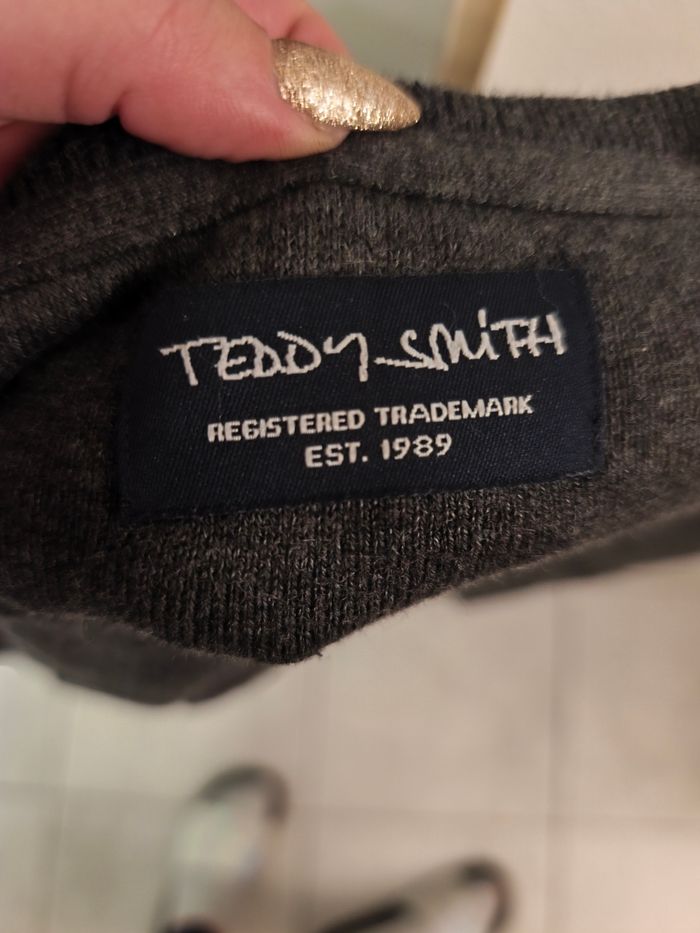 TEDDY-SMITH
REGISTERED TRADEMARK
EST. 1989